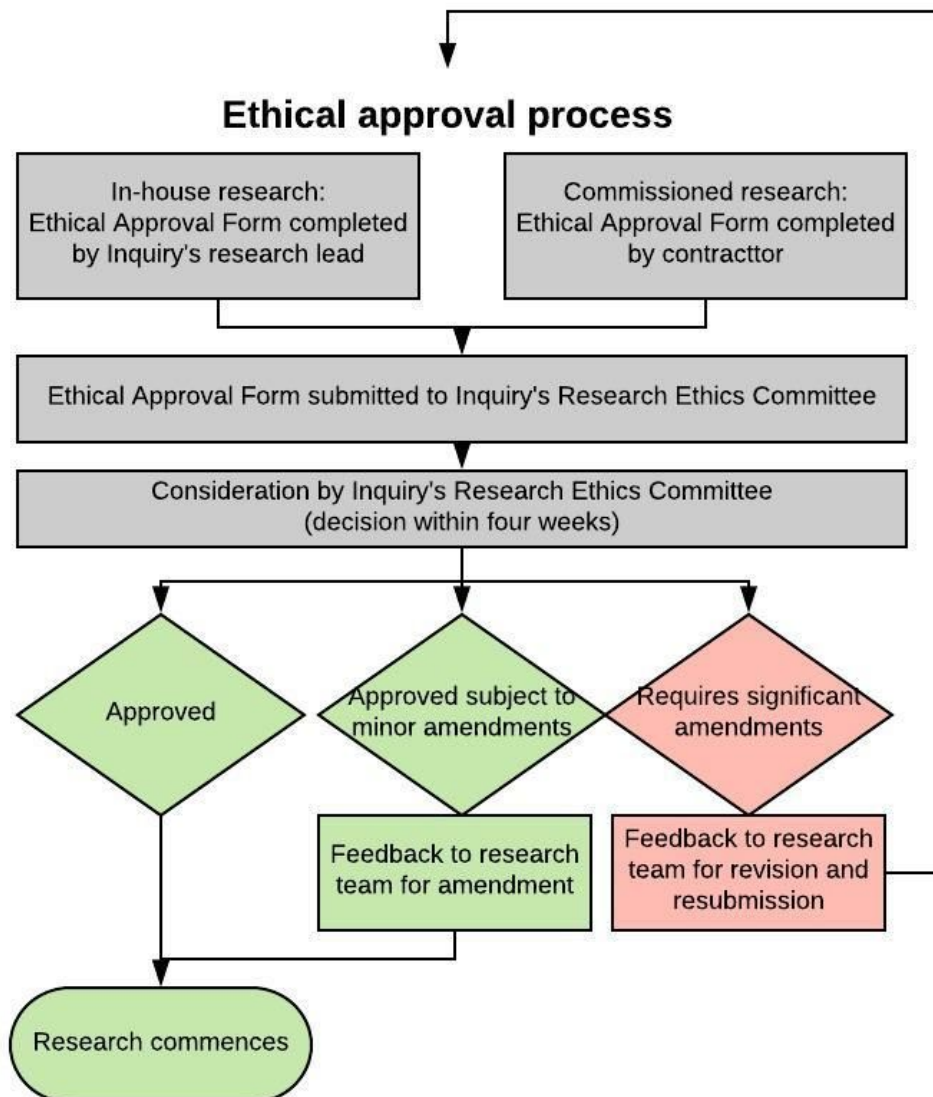 Ethical approval process
In-house research:
Ethical Approval Form completed
by Inquiry's research lead
Commissioned research:
Ethical Approval Form completed
by contracttor
Ethical Approval Form submitted to Inquiry's Research Ethics Committee
Consideration by Inquiry's Research Ethics Committee
(decision within four weeks)
Approved
Approved subject to
minor amendments
Requires significant
amendments
Feedback to research
team for amendment
Feedback to research
team for revision and
resubmission
Research commences